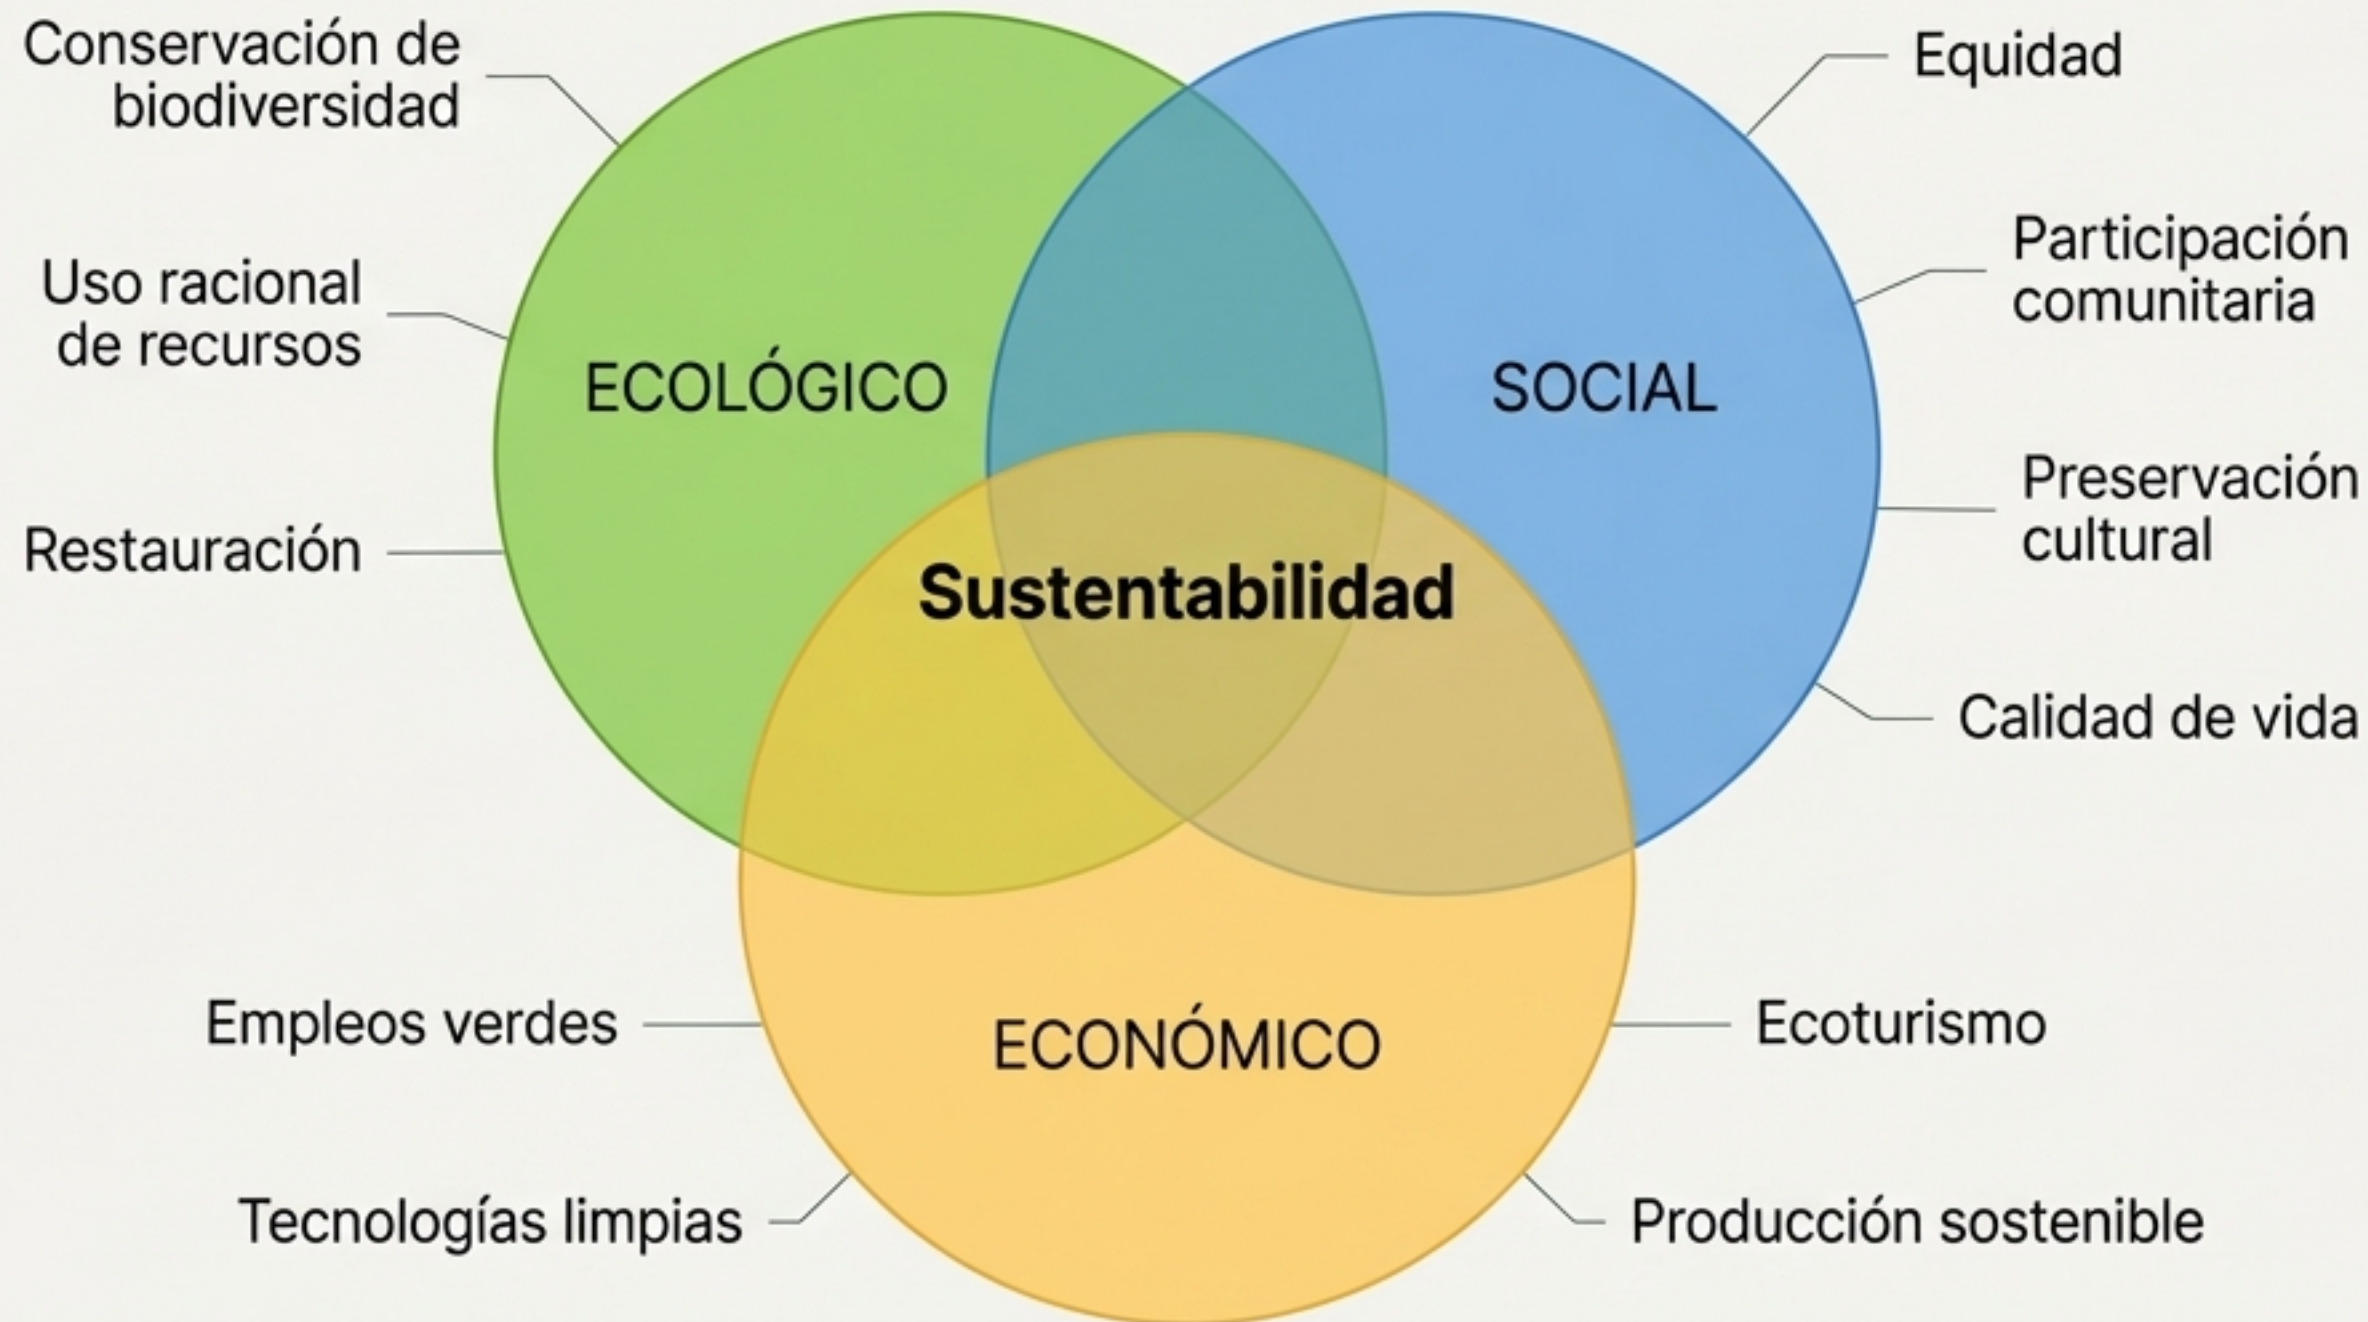 Conservación de
biodiversidad
Uso racional
de recursos
Restauración
ECOLÓGICO
SOCIAL
Equidad
Participación
comunitaria
Preservación
cultural
Calidad de vida
Sustentabilidad
Empleos verdes
Tecnologías limpias
ECONÓMICO
Ecoturismo
Producción sostenible